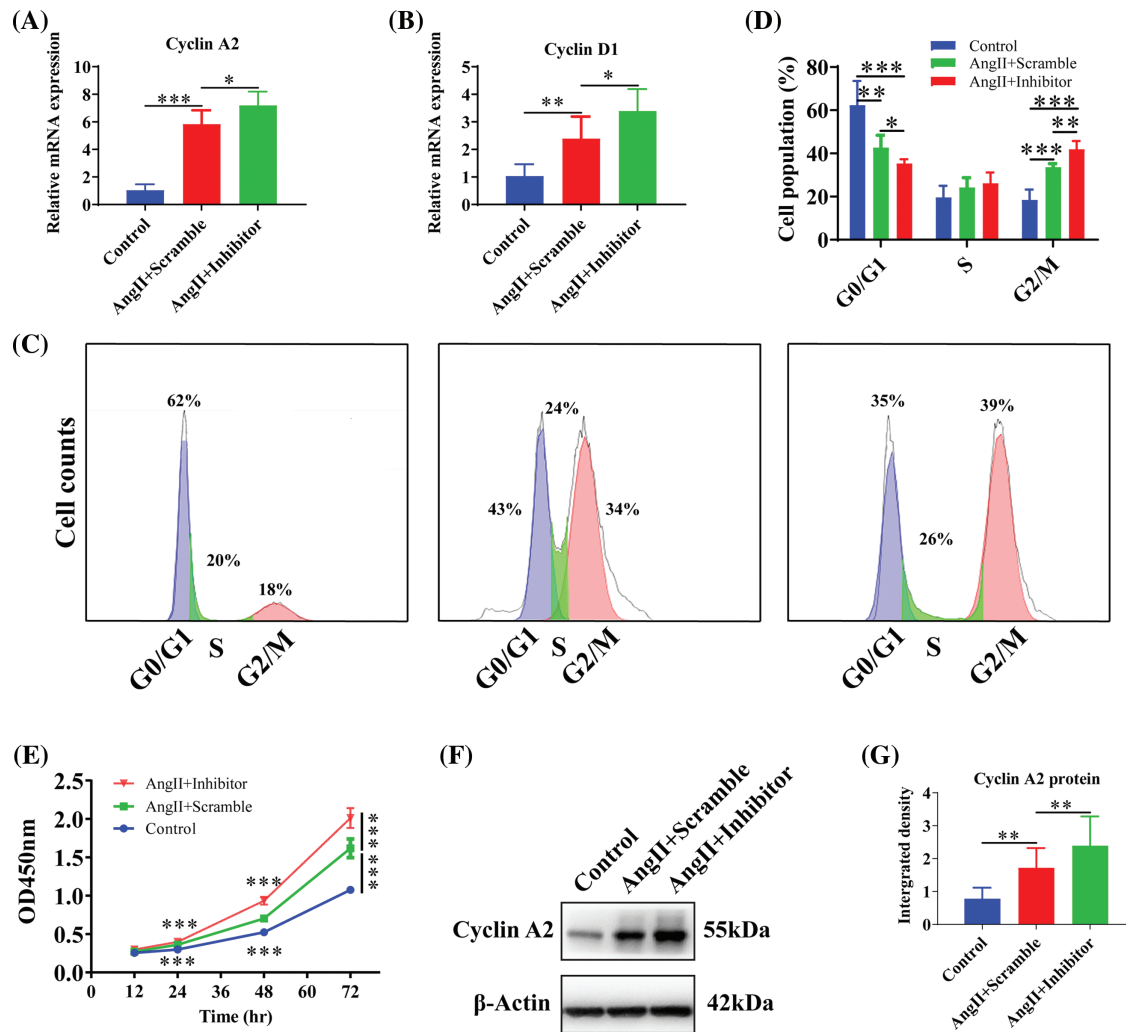 (A)
Cyclin A2
Relative mRNA expression
8
6
4
2
0
***
*
Control
AngII+Scramble
AngII+Inhibitor
(B)
Cyclin D1
Relative mRNA expression
5
4
3
2
1
0
**
*
Control
AngII+Scramble
AngII+Inhibitor
(D)
Control
AngII+Scramble
AngII+Inhibitor
Cell population (%)
80
60
40
20
0
***
**
*
***
**
***
G0/G1
S
G2/M
(C)
Cell counts
62%
20%
18%
G0/G1
S
G2/M
24%
43%
34%
G0/G1
S
G2/M
35%
39%
26%
G0/G1
S
G2/M
(E)
AngII+Inhibitor
AngII+Scramble
Control
OD450nm
2.5
2.0
1.5
1.0
0.5
0.0
***
***
***
***
***
***
0 12 24 36 48 60 72
Time (hr)
(F)
Control
AngII+Scramble
AngII+Inhibitor
Cyclin A2 55kDa
β-Actin 42kDa
(G)
Cyclin A2 protein
Intergrated density
4
3
2
1
0
**
**
Control
AngII+Scramble
AngII+Inhibitor